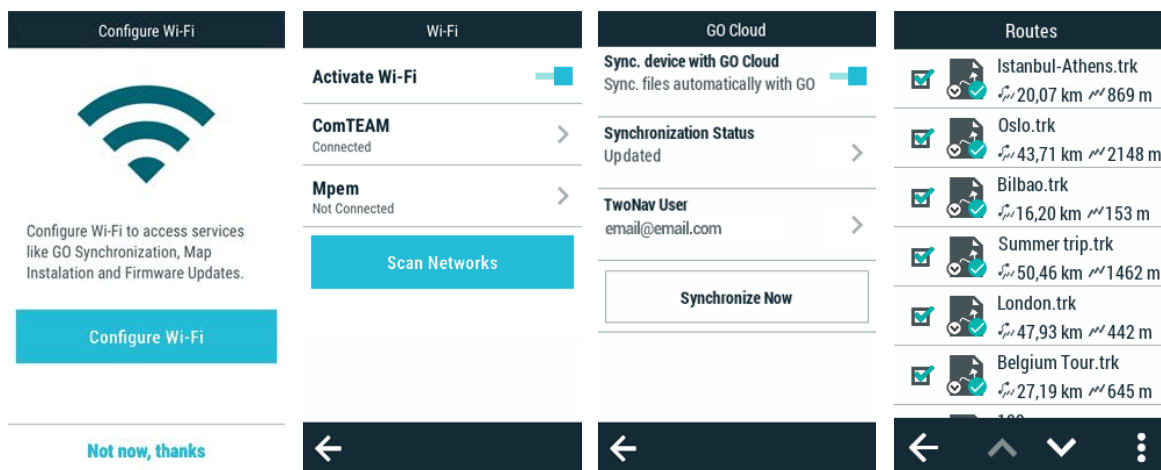 Configure Wi-Fi
Configure Wi-Fi to access services
like GO Synchronization, Map
Instalation and Firmware Updates.
Configure Wi-Fi
Not now, thanks
Wi-Fi
Activate Wi-Fi
ComTEAM
Connected
Mpem
Not Connected
Scan Networks
GO Cloud
Sync. device with GO Cloud
Sync. files automatically with GO
Synchronization Status
Updated
TwoNav User
email@email.com
Synchronize Now
Routes
Istanbul-Athens.trk
20,07 km 869 m
Oslo.trk
43,71 km 2148 m
Bilbao.trk
16,20 km 153 m
Summer trip.trk
50,46 km 1462 m
London.trk
47,93 km 442 m
Belgium Tour.trk
27,19 km 645 m